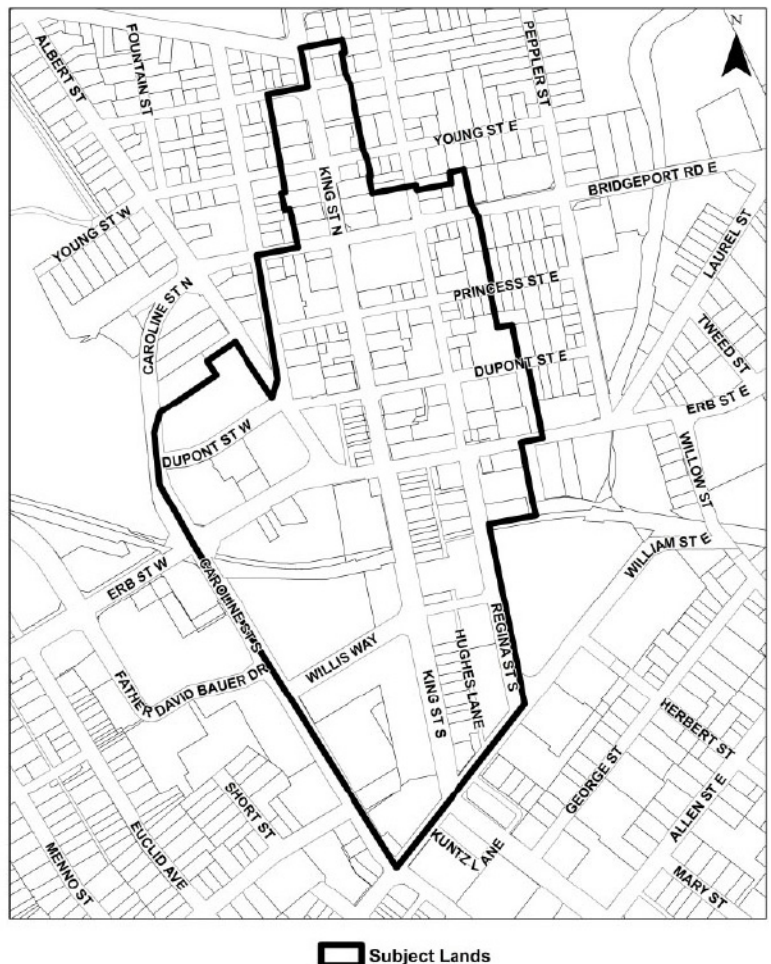 N
ALBERT ST
FOUNTAIN ST
PEPPLER ST
YOUNG ST E
KING ST N
BRIDGEPORT RD E
YOUNG ST W
LAUREL ST
CAROLINE ST N
PRINCESS ST E
TWEED ST
DUPONT ST E
ERB ST E
DUPONT ST W
WILLOW ST
ERB ST W
WILLIAM ST E
CAROLINE ST S
REGINA ST S
WILLIS WAY
HUGHES LANE
FATHER DAVID BAUER DR
KING ST S
HERBERT ST
GEORGE ST
SHORT ST
ALLEN ST E
EUCLID AVE
KUNTZ LANE
MENNO ST
MARY ST
Subject Lands